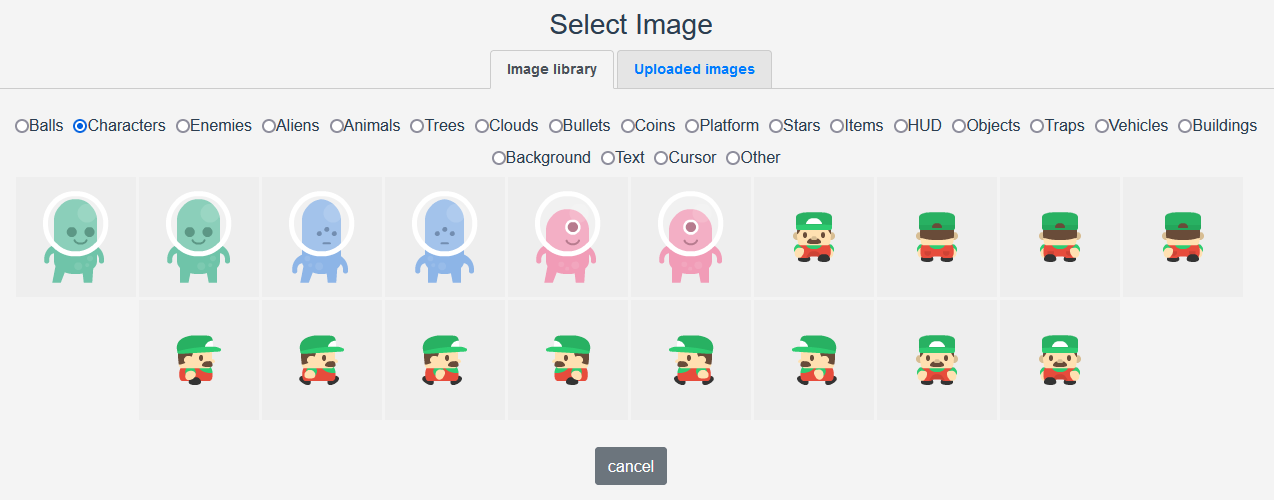 Select Image
Image library Uploaded images
Balls Characters Enemies Aliens Animals Trees Clouds Bullets Coins Platform Stars Items HUD Objects Traps Vehicles Buildings
Background Text Cursor Other
cancel